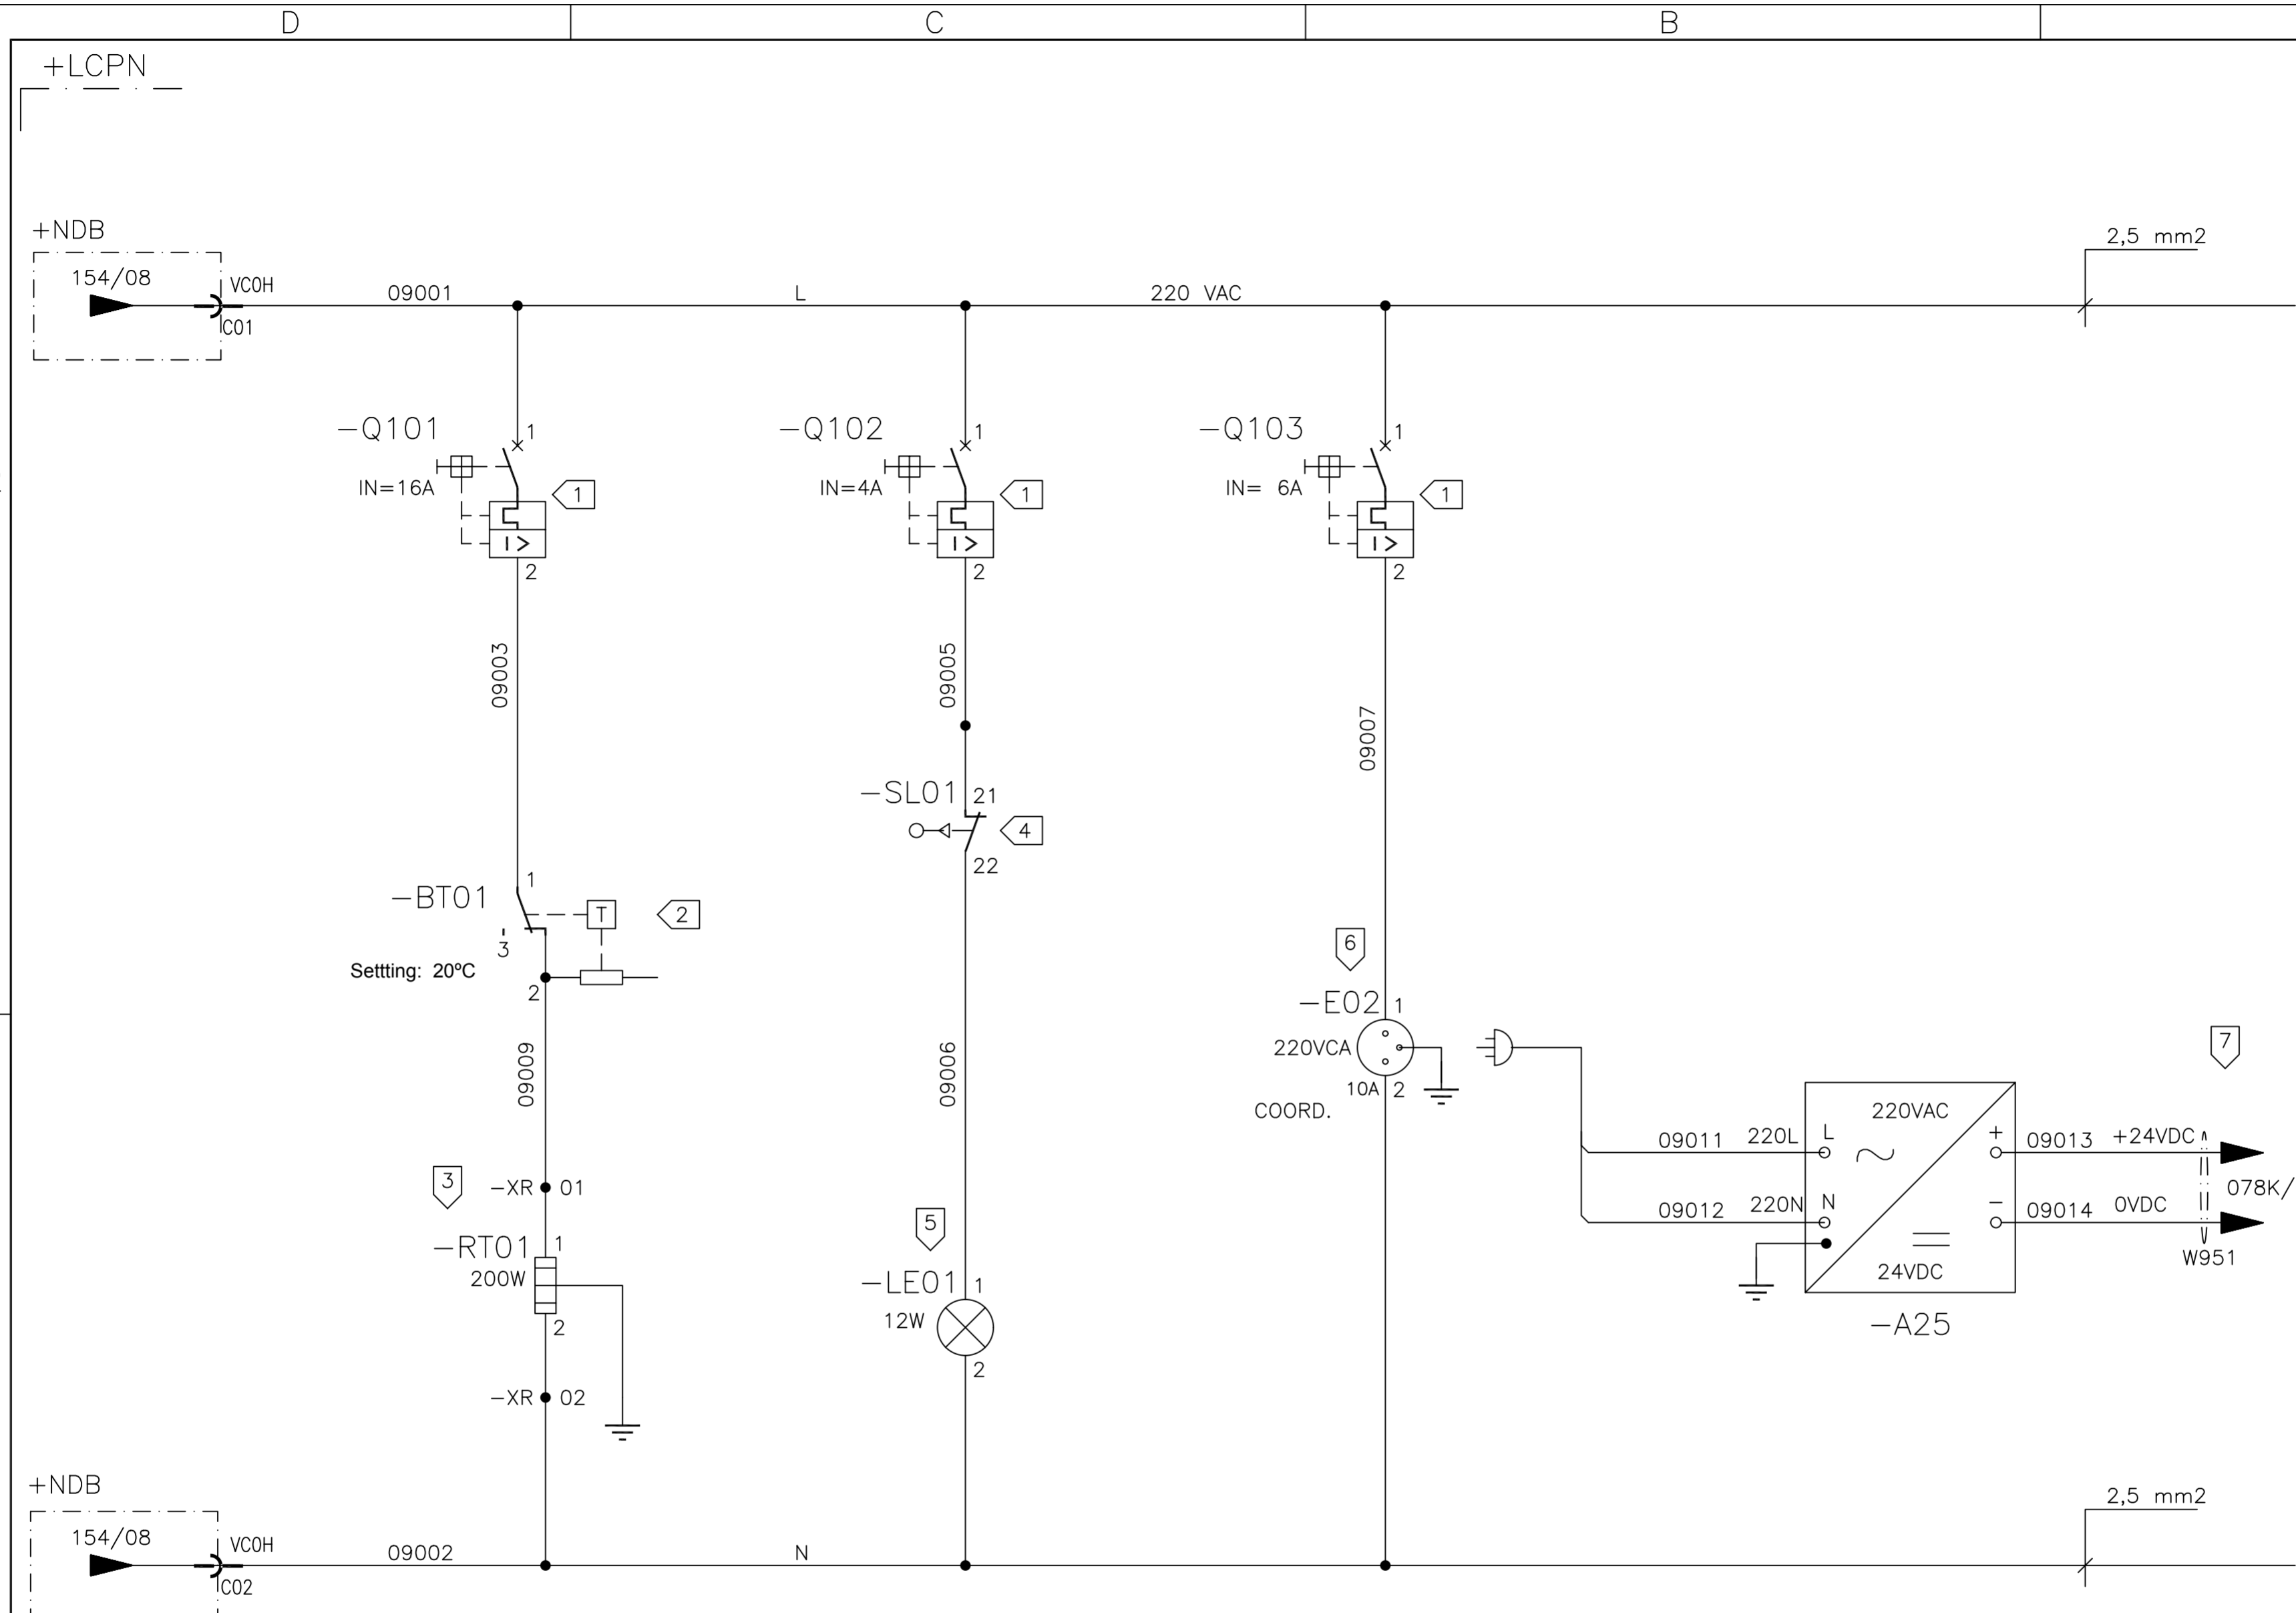 D C B
+LCPN
+NDB
2,5 mm2
154/08 VC0H
09001 L 220 VAC
C01
-Q101 1 -Q102 1 -Q103 1
IN=16A 1 IN=4A 1 IN= 6A 1
I> I> I>
2 2 2
09003 09005
09007
-SL01 21
4
22
1
-BT01 T 2
3 6
Settting: 20ºC
2
-E02 1
09009 09006 220VCA 7
10A 2
COORD. 220VAC
09011 220L L + 09013 +24VDC
3 -XR 01 078K/
09012 220N N - 09014 0VDC
5
-RT01 1 W951
200W -LE01 1 24VDC
12W
2 -A25
2
-XR 02
+NDB
2,5 mm2
154/08 VC0H
09002 N
C02